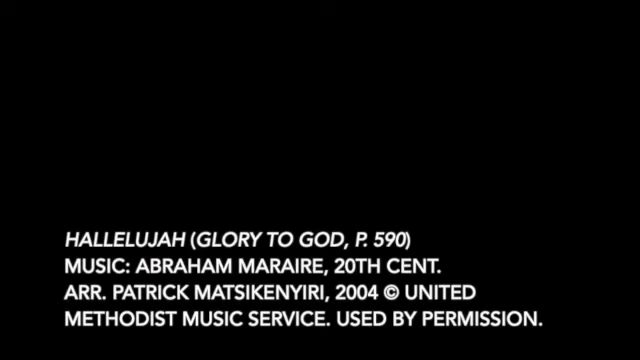 HALLELUJAH (GLORY TO GOD, P. 590)
MUSIC: ABRAHAM MARAIRE, 20TH CENT.
ARR. PATRICK MATSIKENYIRI, 2004 © UNITED
METHODIST MUSIC SERVICE. USED BY PERMISSION.